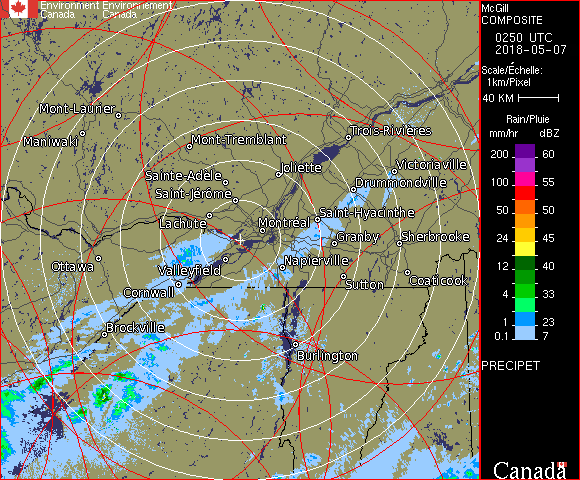 Environment Environnement
Canada Canada
McGill
COMPOSITE
0250 UTC
2018-05-07
Scale/Échelle:
1km/Pixel
40 KM
Rain/Pluie
mm/hr dBZ
200 60
150 57
100 55
50 50
24 45
12 40
4 33
1 23
0.1 7
PRECIPET
Canada
Mont-Laurier
Maniwaki
Mont-Tremblant
Trois-Rivières
Joliette
Victoriaville
Sainte-Adèle
Drummondville
Saint-Jérôme
Saint-Hyacinthe
Lachute
Montréal
Granby
Sherbrooke
Ottawa
Valleyfield
Napierville
Coaticook
Cornwall
Sutton
Brockville
Burlington